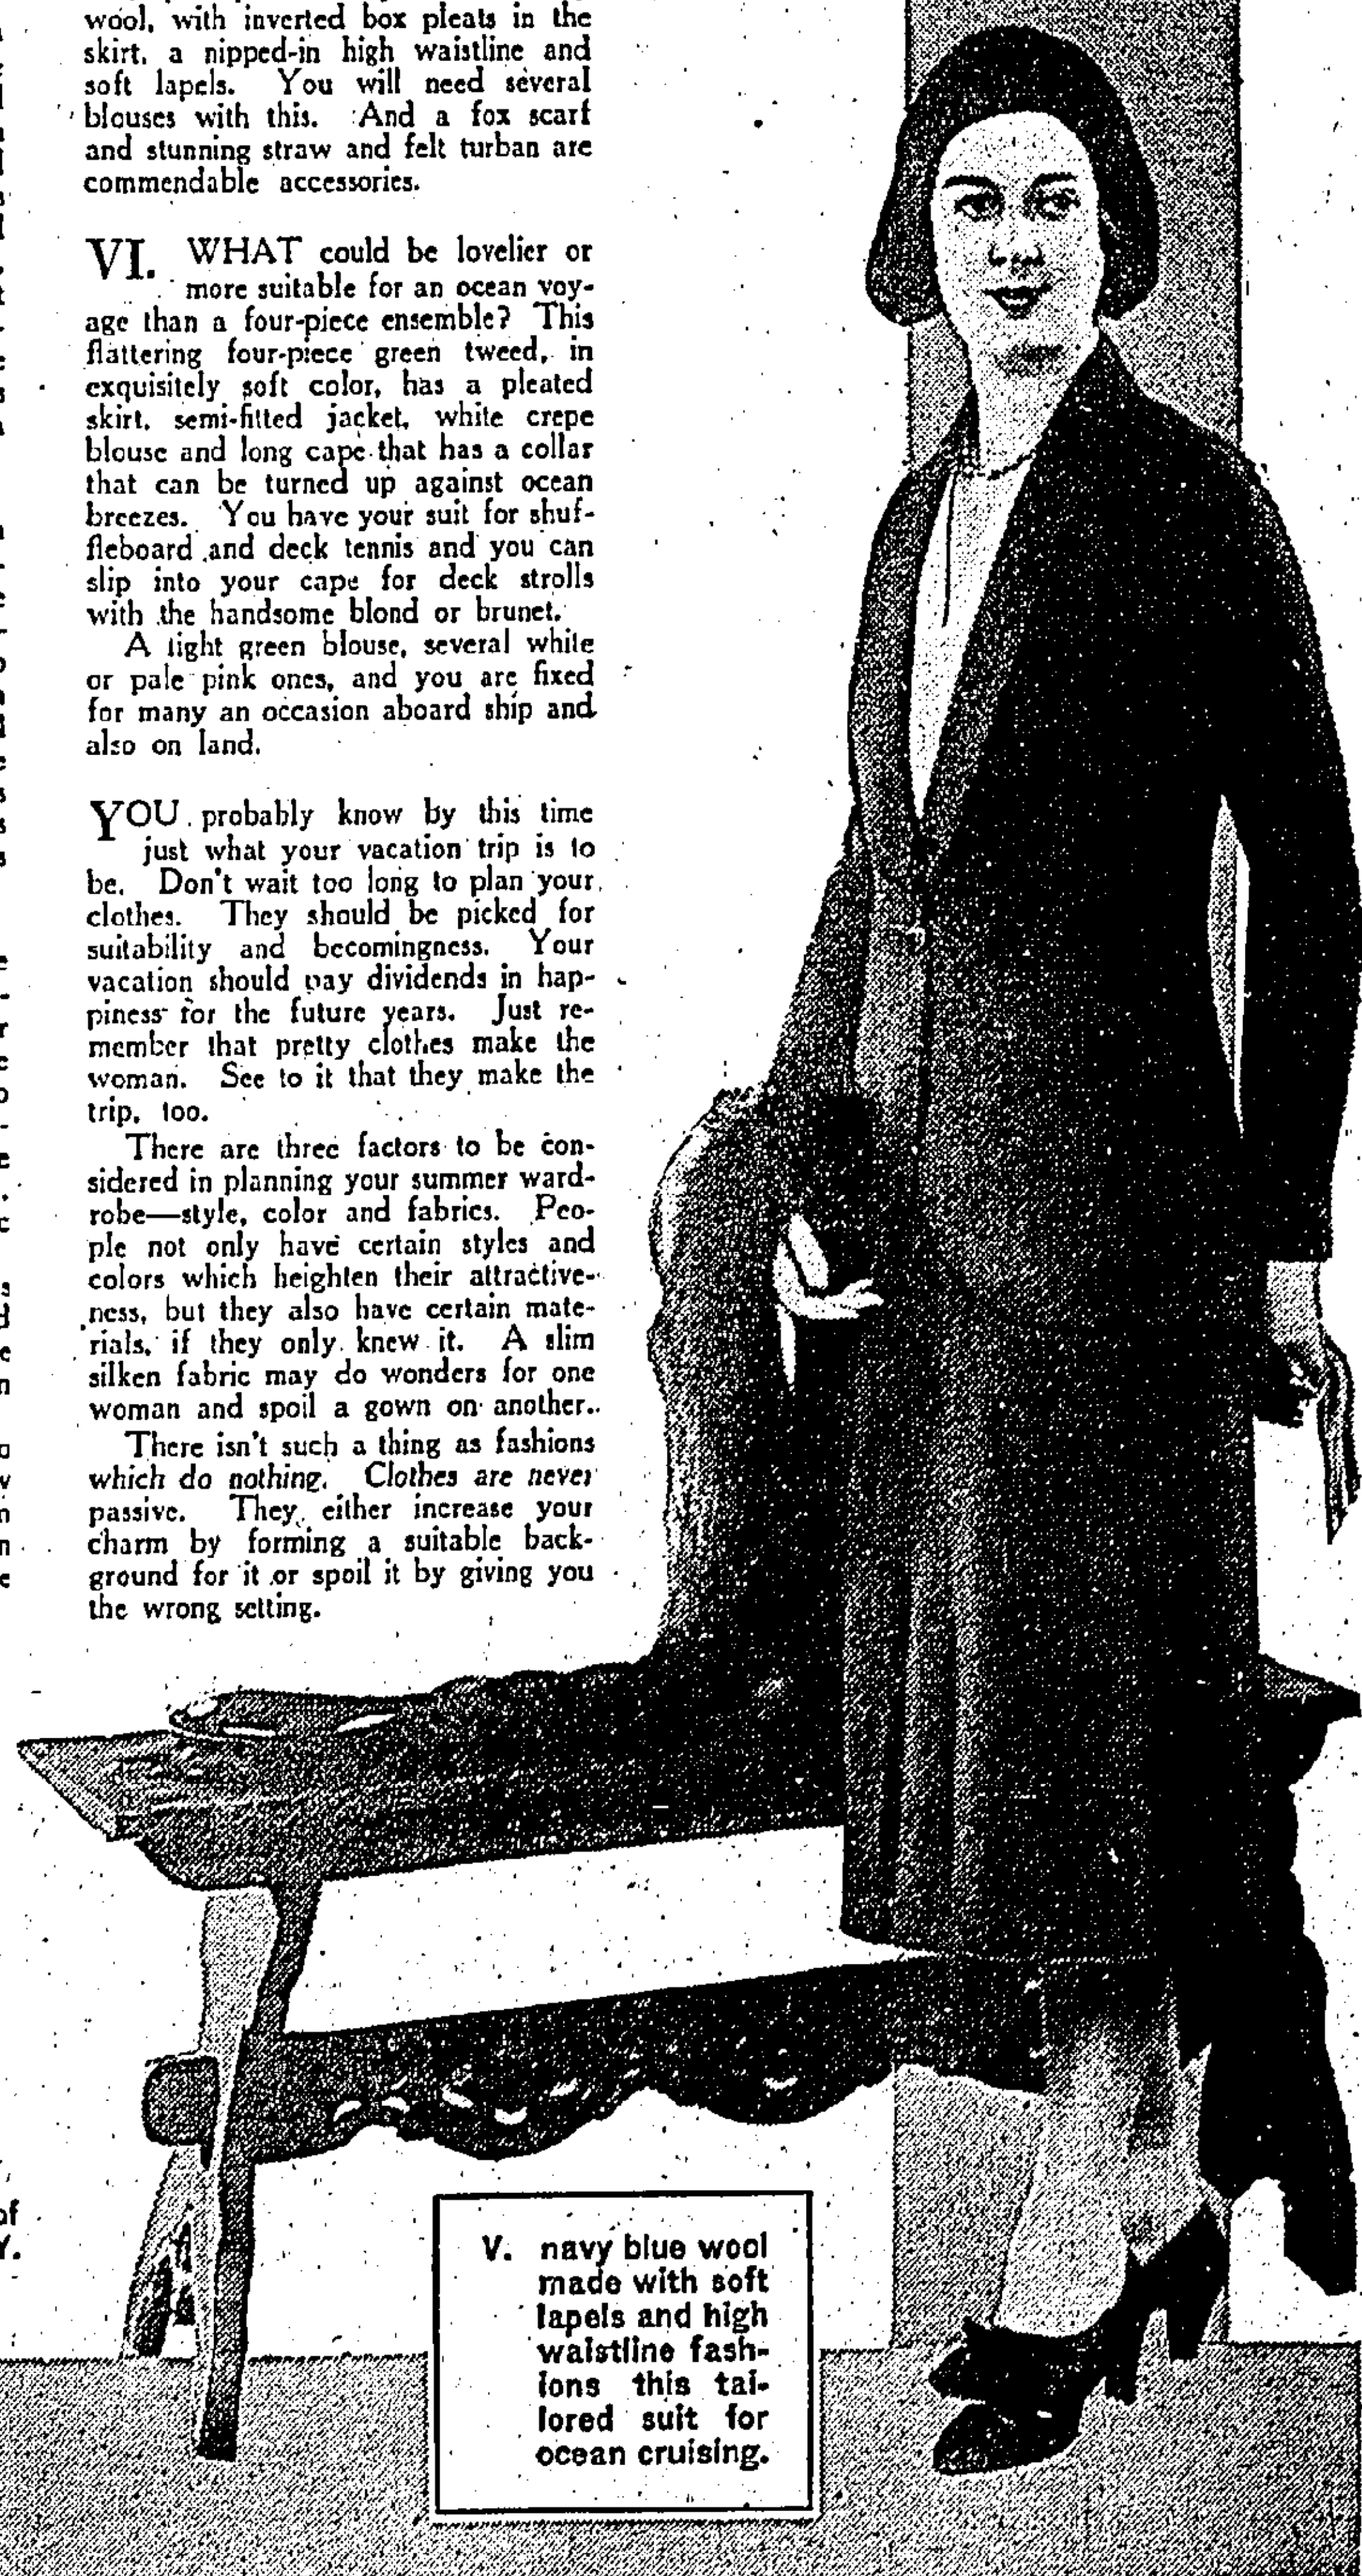 wool, with inverted box pleats in the
skirt, a nipped-in high waistline and
soft lapels. You will need several
blouses with this. And a fox scarf
and stunning straw and felt turban are
commendable accessories.
VI. WHAT could be lovelier or
more suitable for an ocean voy-
age than a four-piece ensemble? This
flattering four-piece green tweed, in
exquisitely soft color, has a pleated
skirt, semi-fitted jacket, white crepe
blouse and long cape that has a collar
that can be turned up against ocean
breezes. You have your suit for shuf-
fleboard and deck tennis and you can
slip into your cape for deck strolls
with the handsome blond or brunet.
A light green blouse, several white
or pale pink ones, and you are fixed
for many an occasion aboard ship and
also on land.
YOU probably know by this time
just what your vacation trip is to
be. Don't wait too long to plan your
clothes. They should be picked for
suitability and becomingness. Your
vacation should pay dividends in hap-
piness for the future years. Just re-
member that pretty clothes make the
woman. See to it that they make the
trip, too.
There are three factors to be con-
sidered in planning your summer ward-
robe—style, color and fabrics. Peo-
ple not only have certain styles and
colors which heighten their attractive-
ness, but they also have certain mate-
rials, if they only knew it. A slim
silken fabric may do wonders for one
woman and spoil a gown on another.
There isn't such a thing as fashions
which do nothing. Clothes are never
passive. They either increase your
charm by forming a suitable back-
ground for it or spoil it by giving you
the wrong setting.
of
Y.
V. navy blue wool
made with soft
lapels and high
waistline fash-
ions this tai-
lored suit for
ocean cruising.